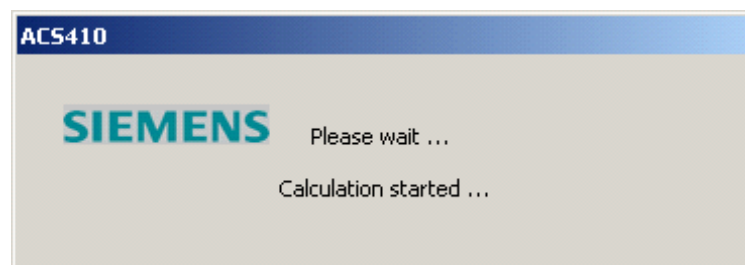 ACS410
SIEMENS
Please wait ...
Calculation started ...